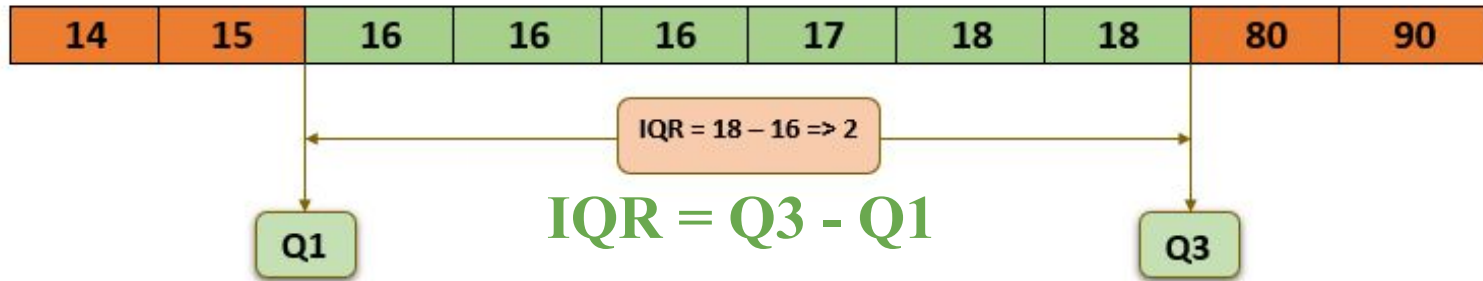 14 15 16 16 16 17 18 18 80 90
IQR = 18 – 16 => 2
IQR = Q3 - Q1
Q1
Q3